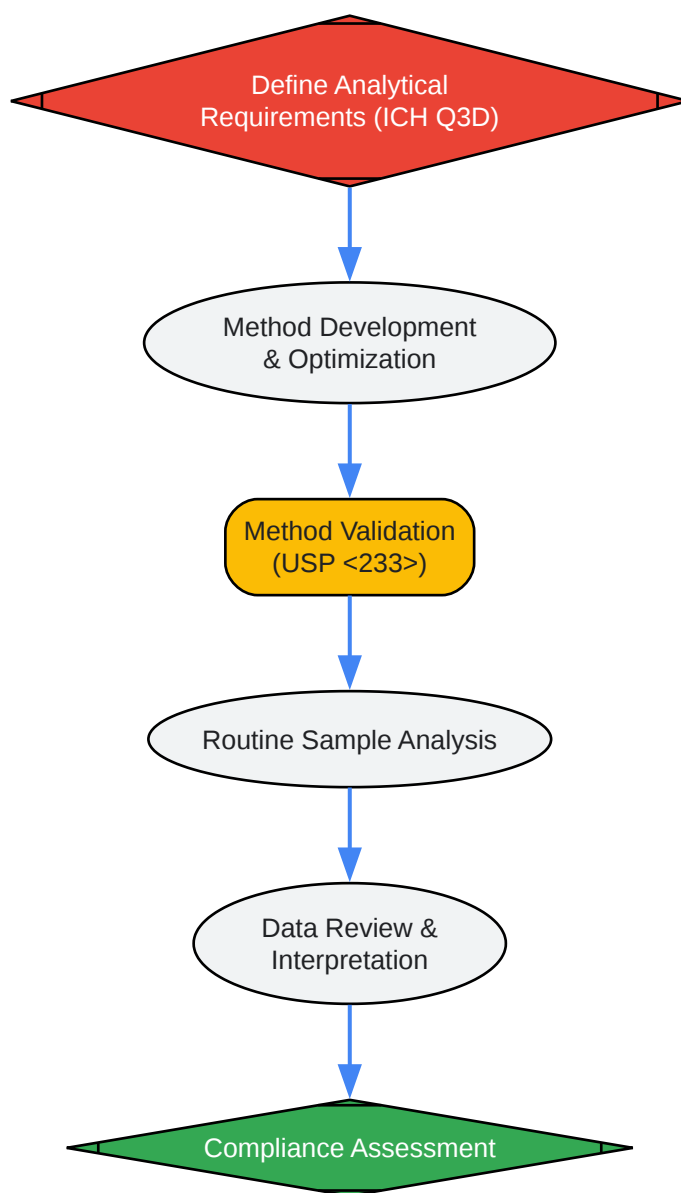 Define Analytical
Requirements (ICH Q3D)
Method Development
& Optimization
Method Validation
(USP <233>)
Routine Sample Analysis
Data Review &
Interpretation
Compliance Assessment